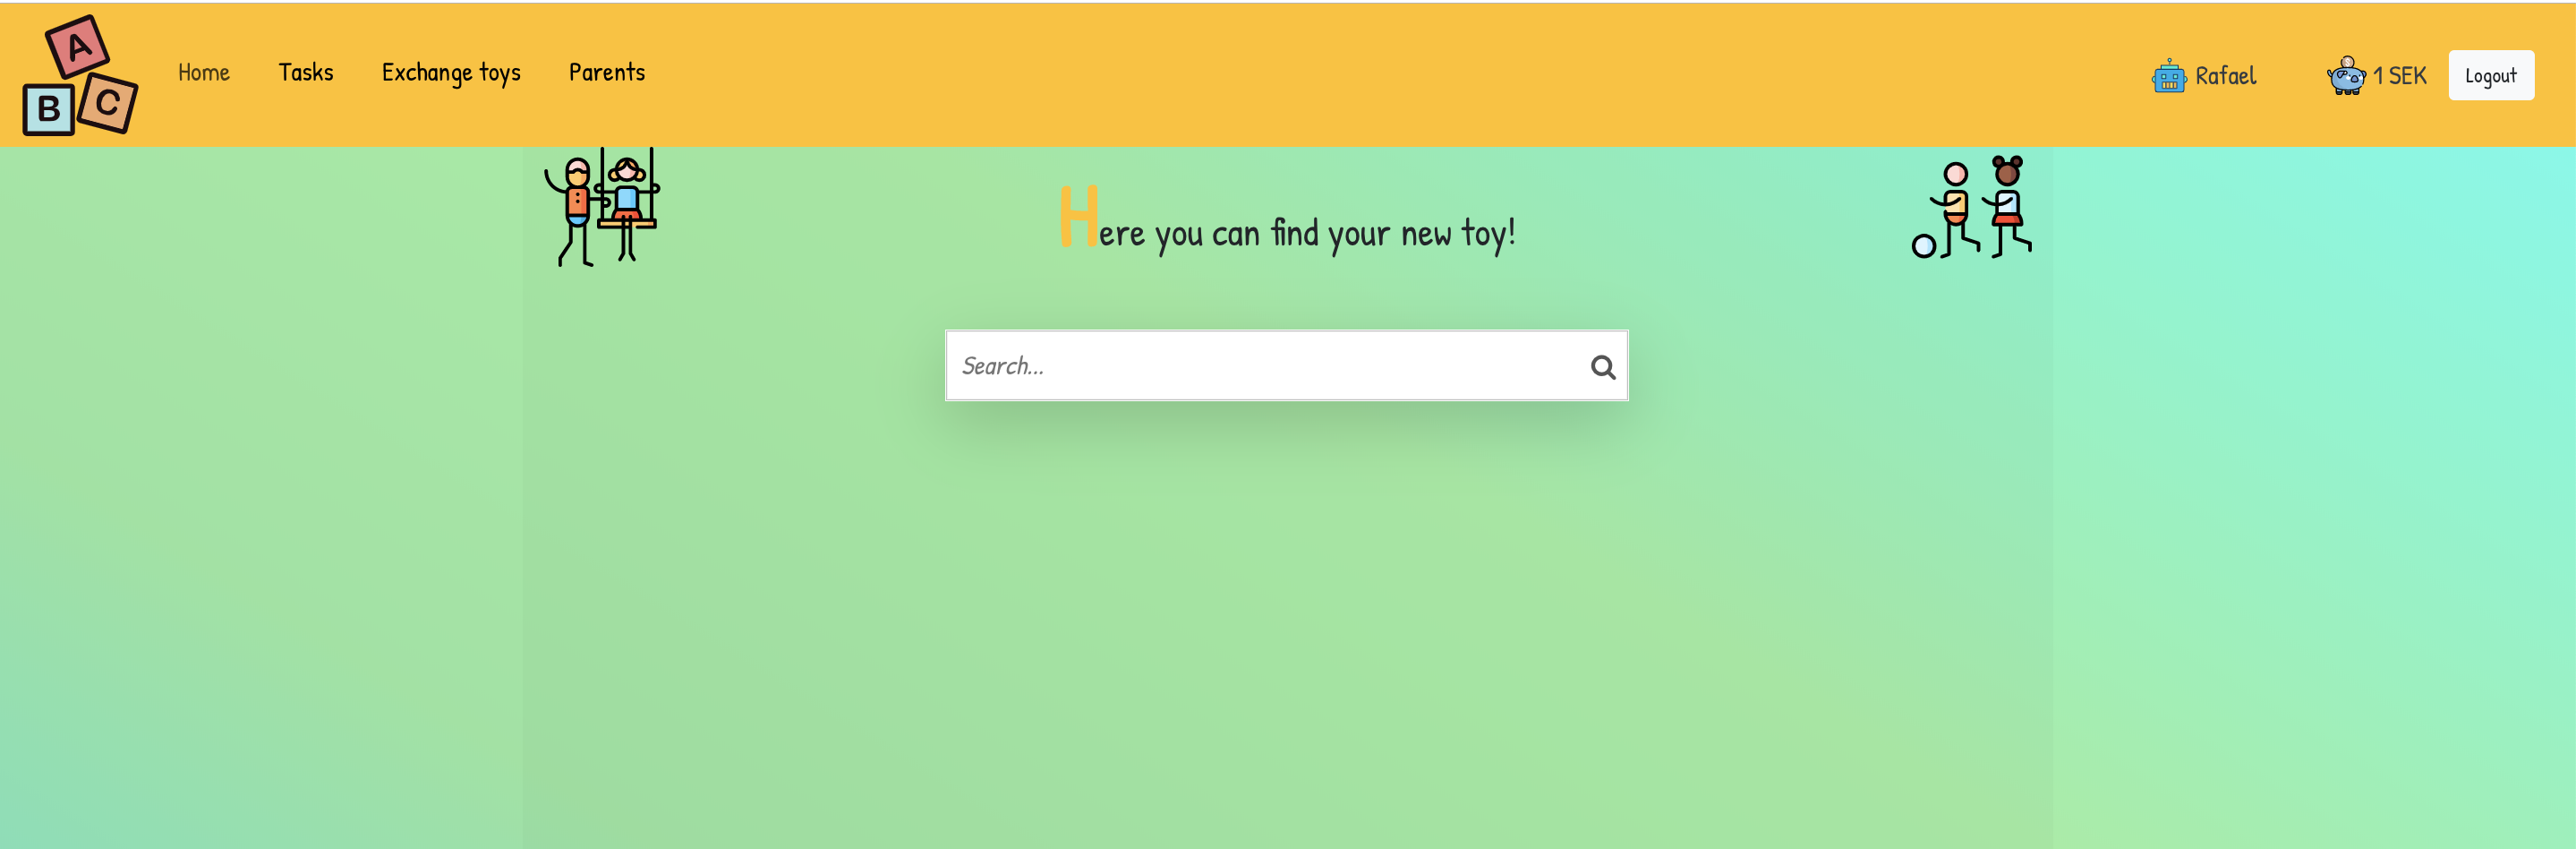 A
B C
Home Tasks Exchange toys Parents
Rafael 1 SEK Logout
Here you can find your new toy!
Search...